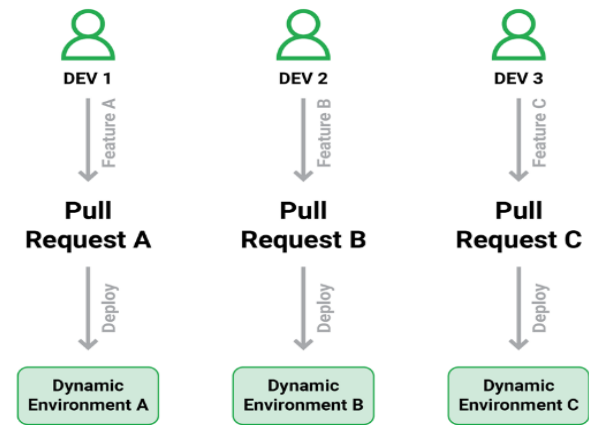 DEV 1
DEV 2
DEV 3
Feature A
Feature B
Feature C
Pull
Request A
Pull
Request B
Pull
Request C
Deploy
Deploy
Deploy
Dynamic
Environment A
Dynamic
Environment B
Dynamic
Environment C